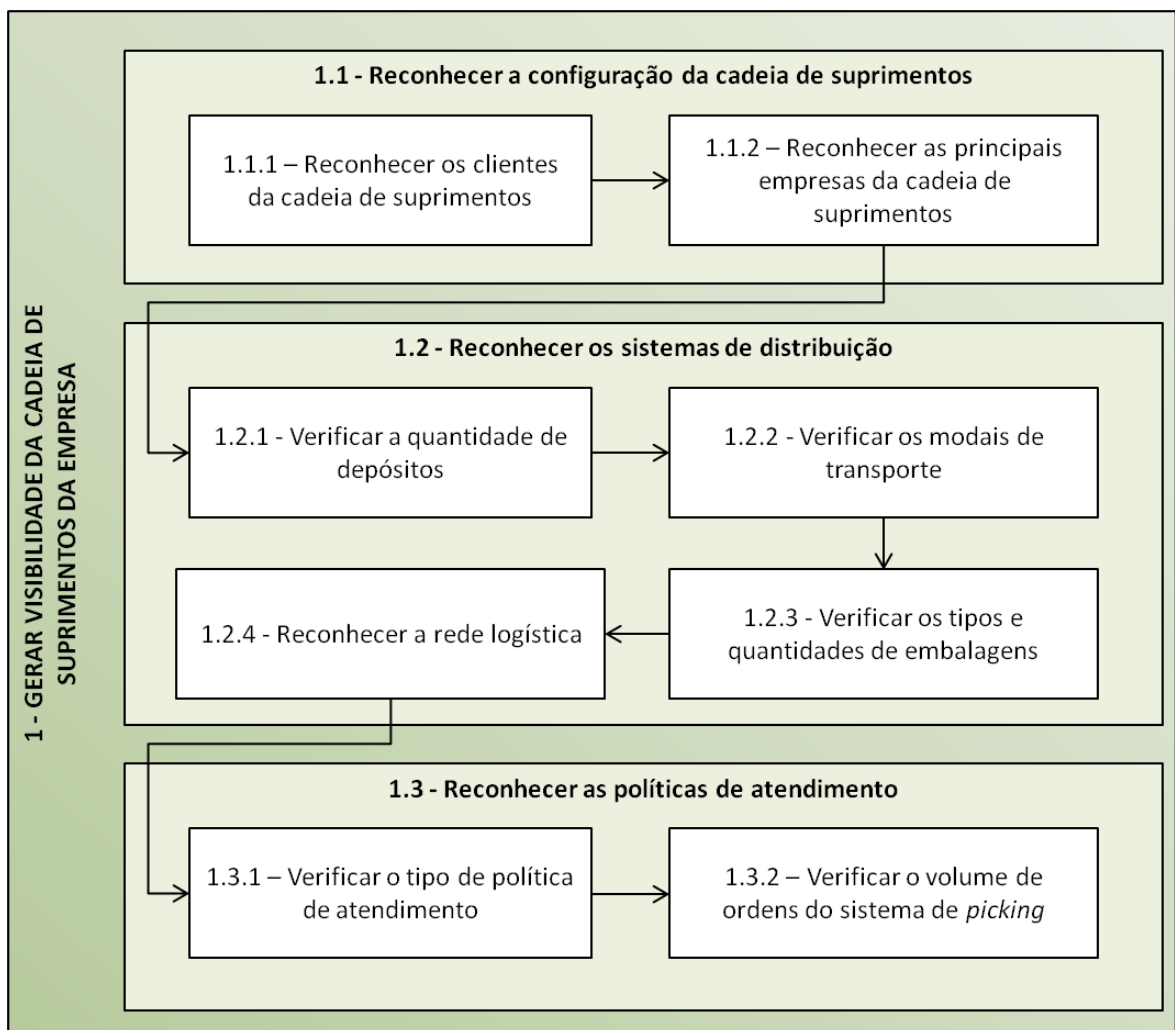 1 - GERAR VISIBILIDADE DA CADEIA DE
SUPRIMENTOS DA EMPRESA
1.1 - Reconhecer a configuração da cadeia de suprimentos
1.1.1 – Reconhecer os clientes
da cadeia de suprimentos
1.1.2 – Reconhecer as principais
empresas da cadeia de
suprimentos
1.2 - Reconhecer os sistemas de distribuição
1.2.1 - Verificar a quantidade de
depósitos
1.2.2 - Verificar os modais de
transporte
1.2.3 - Verificar os tipos e
quantidades de embalagens
1.2.4 - Reconhecer a rede logística
1.3 - Reconhecer as políticas de atendimento
1.3.1 – Verificar o tipo de política
de atendimento
1.3.2 – Verificar o volume de
ordens do sistema de picking